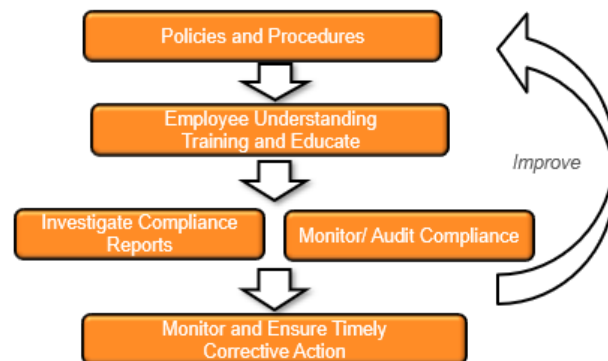 Policies and Procedures
Employee Understanding
Training and Educate
Improve
Investigate Compliance
Reports
Monitor/ Audit Compliance
Monitor and Ensure Timely
Corrective Action